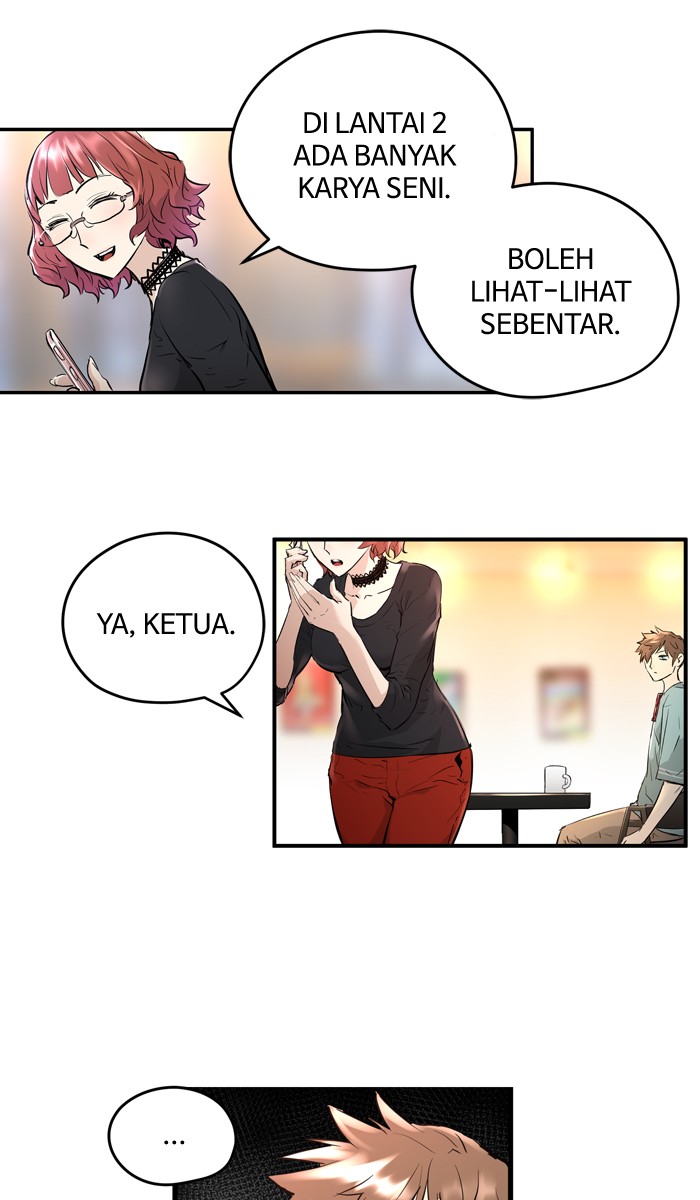 DI LANTAI 2
ADA BANYAK
KARYA SENI.
BOLEH
LIHAT-LIHAT
SEBENTAR.
YA, KETUA.
...